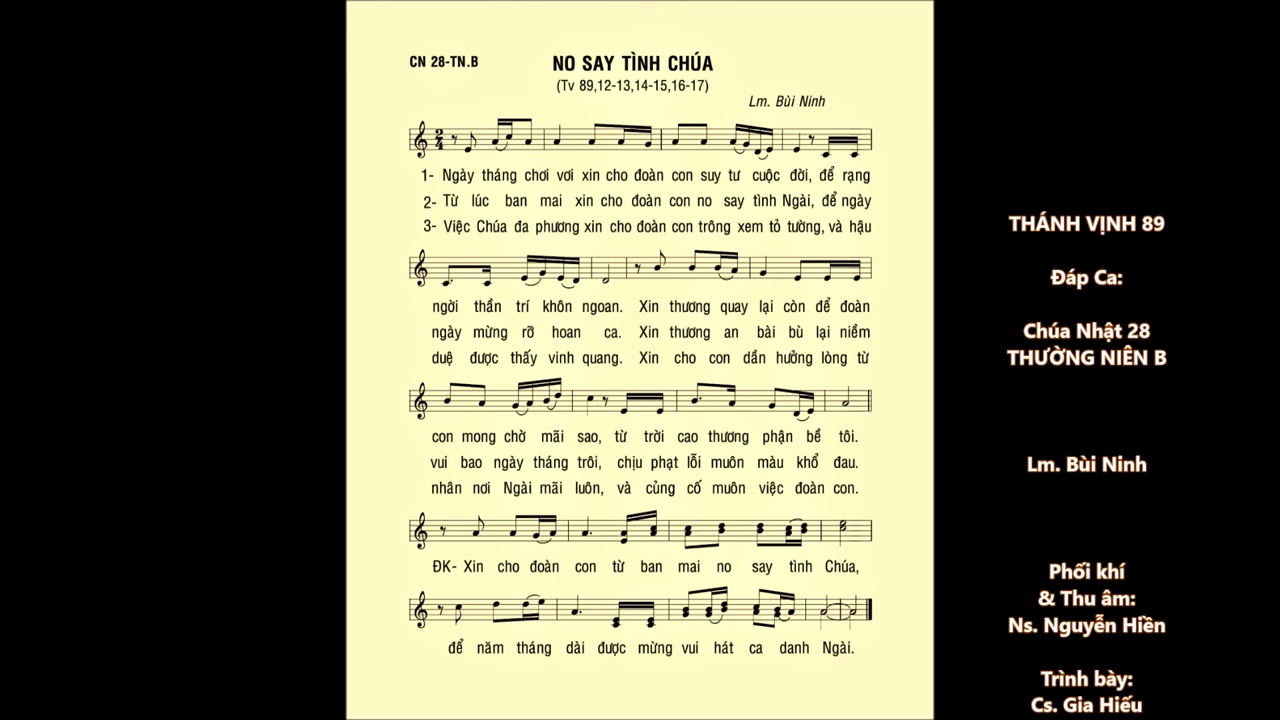 CN 28-TN.B
NO SAY TÌNH CHÚA
(Tv 89,12-13,14-15,16-17)
Lm. Bùi Ninh
1- Ngày tháng chơi vơi xin cho đoàn con suy tư cuộc đời, để rạng
2- Từ lúc ban mai xin cho đoàn con no say tình Ngài, để ngày
3- Việc Chúa đa phương xin cho đoàn con trông xem tỏ tường, và hậu
ngời thần trí khôn ngoan. Xin thương quay lại còn để đoàn
ngày mừng rỡ hoan ca. Xin thương an bài bù lại niềm
duệ được thấy vinh quang. Xin cho con dần hưởng lòng từ
con mong chờ mãi sao, từ trời cao thương phận bề tôi.
vui bao ngày tháng trôi, chịu phạt lỗi muôn màu khổ đau.
nhân nơi Ngài mãi luôn, và củng cố muôn việc đoàn con.
ĐK- Xin cho đoàn con từ ban mai no say tình Chúa,
để năm tháng dài được mừng vui hát ca danh Ngài.
THÁNH VỊNH 89
Đáp Ca:
Chúa Nhật 28
THƯỜNG NIÊN B
Lm. Bùi Ninh
Phối khí
& Thu âm:
Ns. Nguyễn Hiền
Trình bày:
Cs. Gia Hiếu